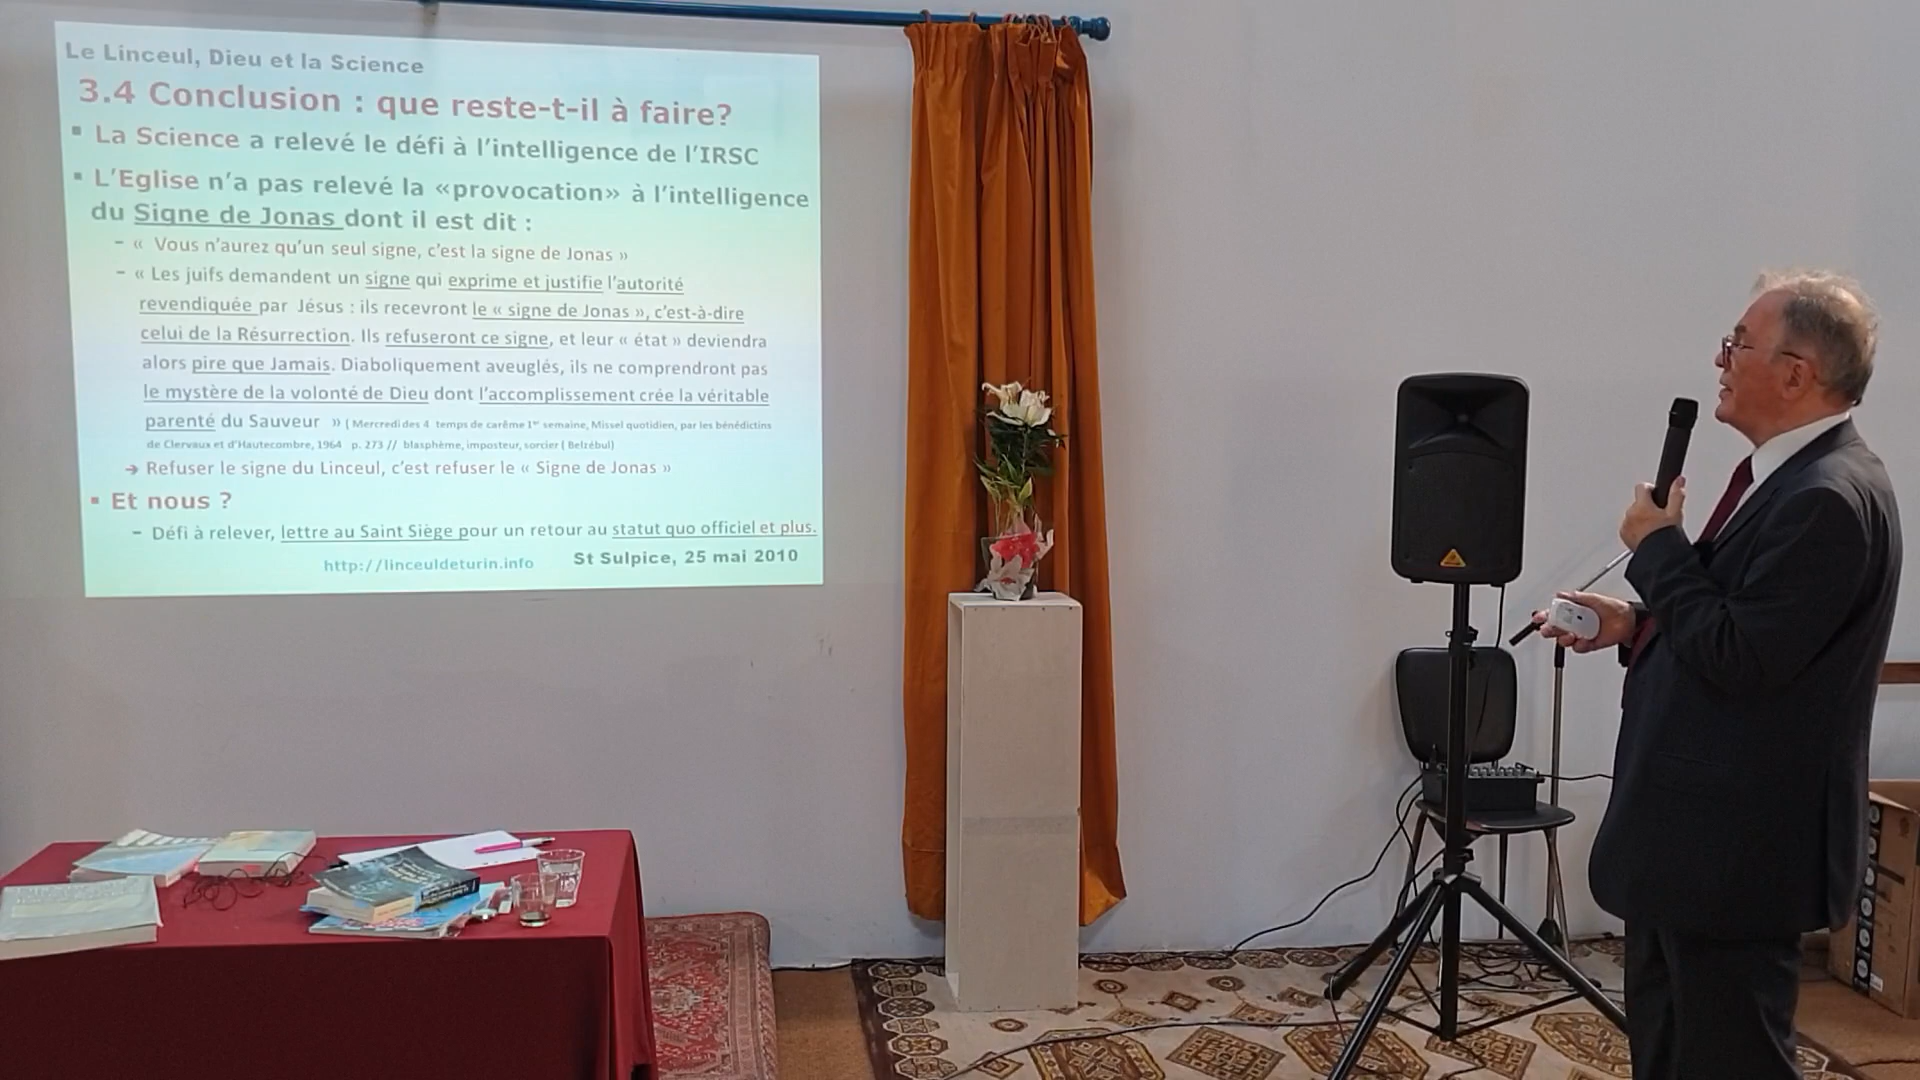 Le Linceul, Dieu et la Science
3.4 Conclusion : que reste-t-il à faire?
▪ La Science a relevé le défi à l'intelligence de l'IRSC
▪ L'Eglise n'a pas relevé la «provocation» à l'intelligence
du Signe de Jonas dont il est dit :
– « Vous n'aurez qu'un seul signe, c'est la signe de Jonas »
– « Les juifs demandent un signe qui exprime et justifie l'autorité
revendiquée par Jésus : ils recevront le « signe de Jonas », c'est-à-dire
celui de la Résurrection. Ils refuseront ce signe, et leur « état » deviendra
alors pire que Jamais. Diaboliquement aveuglés, ils ne comprendront pas
le mystère de la volonté de Dieu dont l'accomplissement crée la véritable
parenté du Sauveur » ( Mercredi des 4 temps de carême 1er semaine, Missel quotidien, par les bénédictins
de Clervaux et d'Hautecombre, 1964 p. 273 // blasphème, imposteur, sorcier ( Belzébul)
➔ Refuser le signe du Linceul, c'est refuser le « Signe de Jonas »
▪ Et nous ?
– Défi à relever, lettre au Saint Siège pour un retour au statut quo officiel et plus.
http://linceuldeturin.info St Sulpice, 25 mai 2010